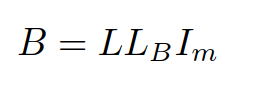 B = LL_B I_m